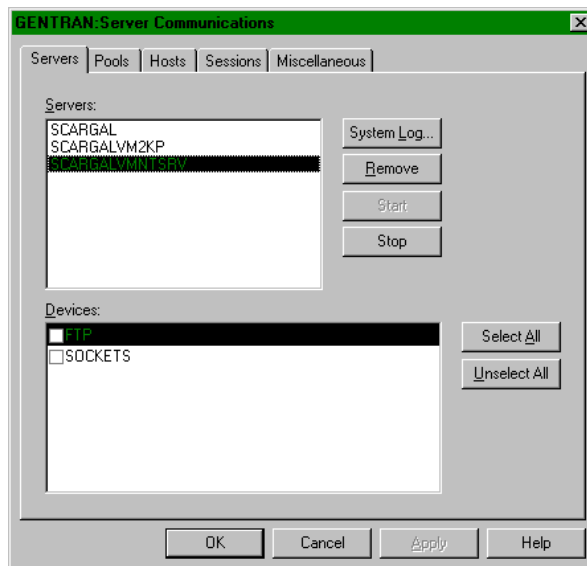 GENTRAN:Server Communications
Servers Pools Hosts Sessions Miscellaneous
Servers:
SCARGAL
SCARGALVM2KP
SCARGALVMNTSRV
System Log...
Remove
Start
Stop
Devices:
FTP
SOCKETS
Select All
Unselect All
OK Cancel Apply Help